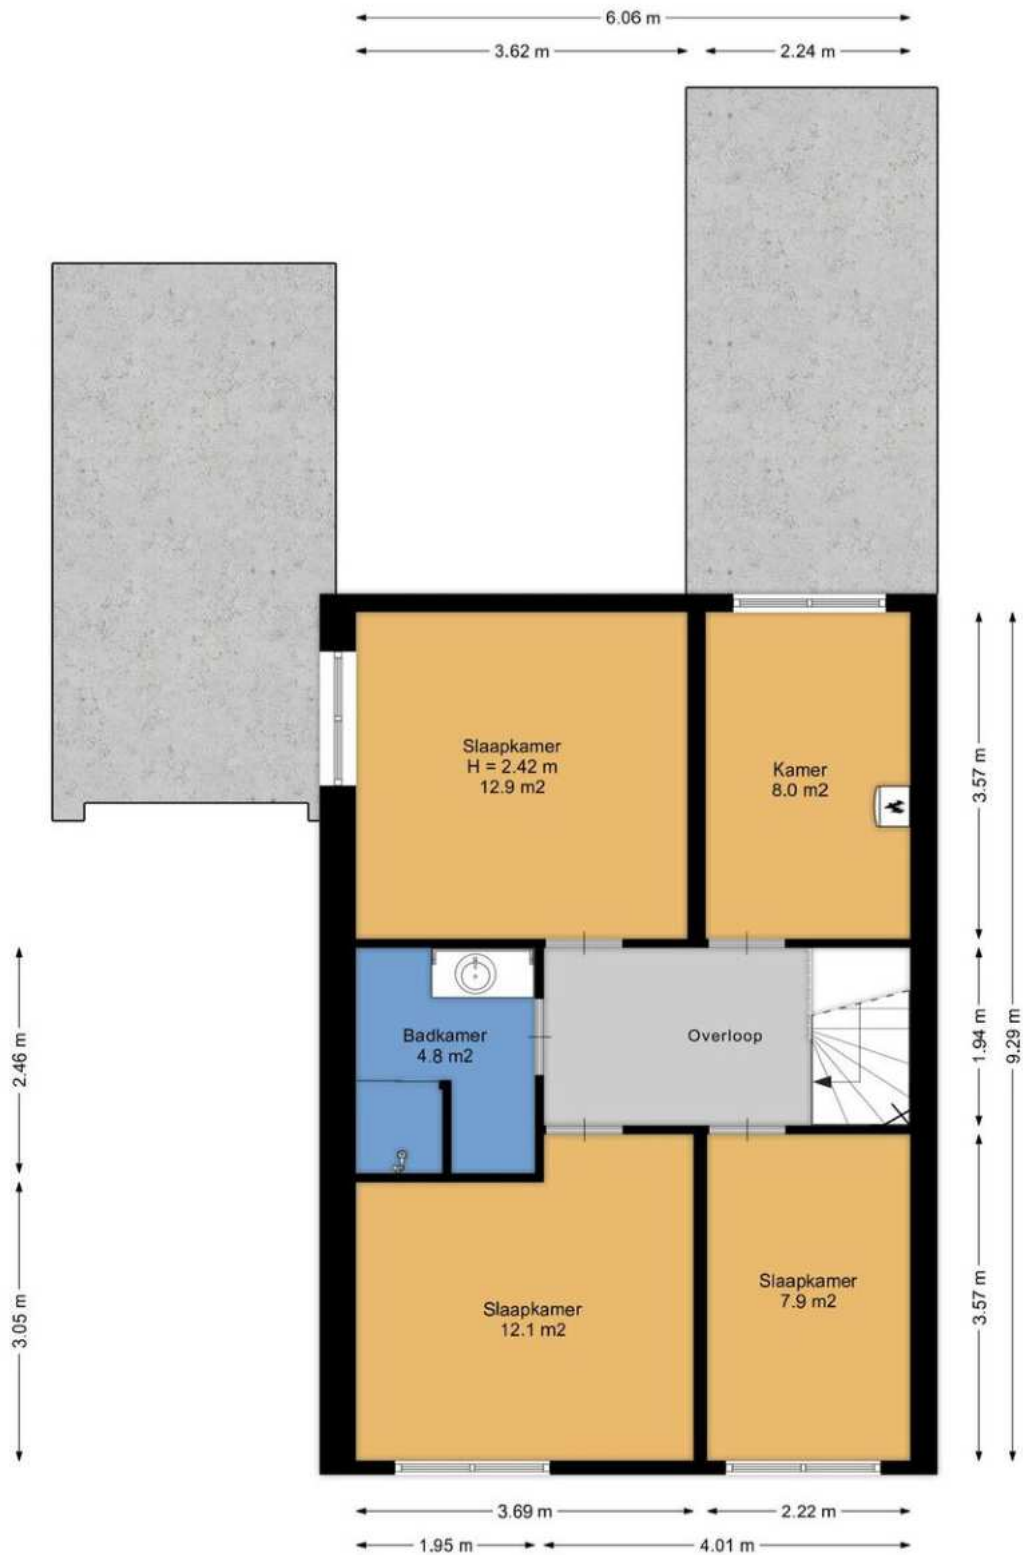 6.06 m
3.62 m
2.24 m
Slaapkamer
H = 2.42 m
12.9 m2
Kamer
8.0 m2
3.57 m
2.46 m
Badkamer
4.8 m2
Overloop
1.94 m
9.29 m
3.05 m
Slaapkamer
12.1 m2
Slaapkamer
7.9 m2
3.57 m
3.69 m
2.22 m
1.95 m
4.01 m